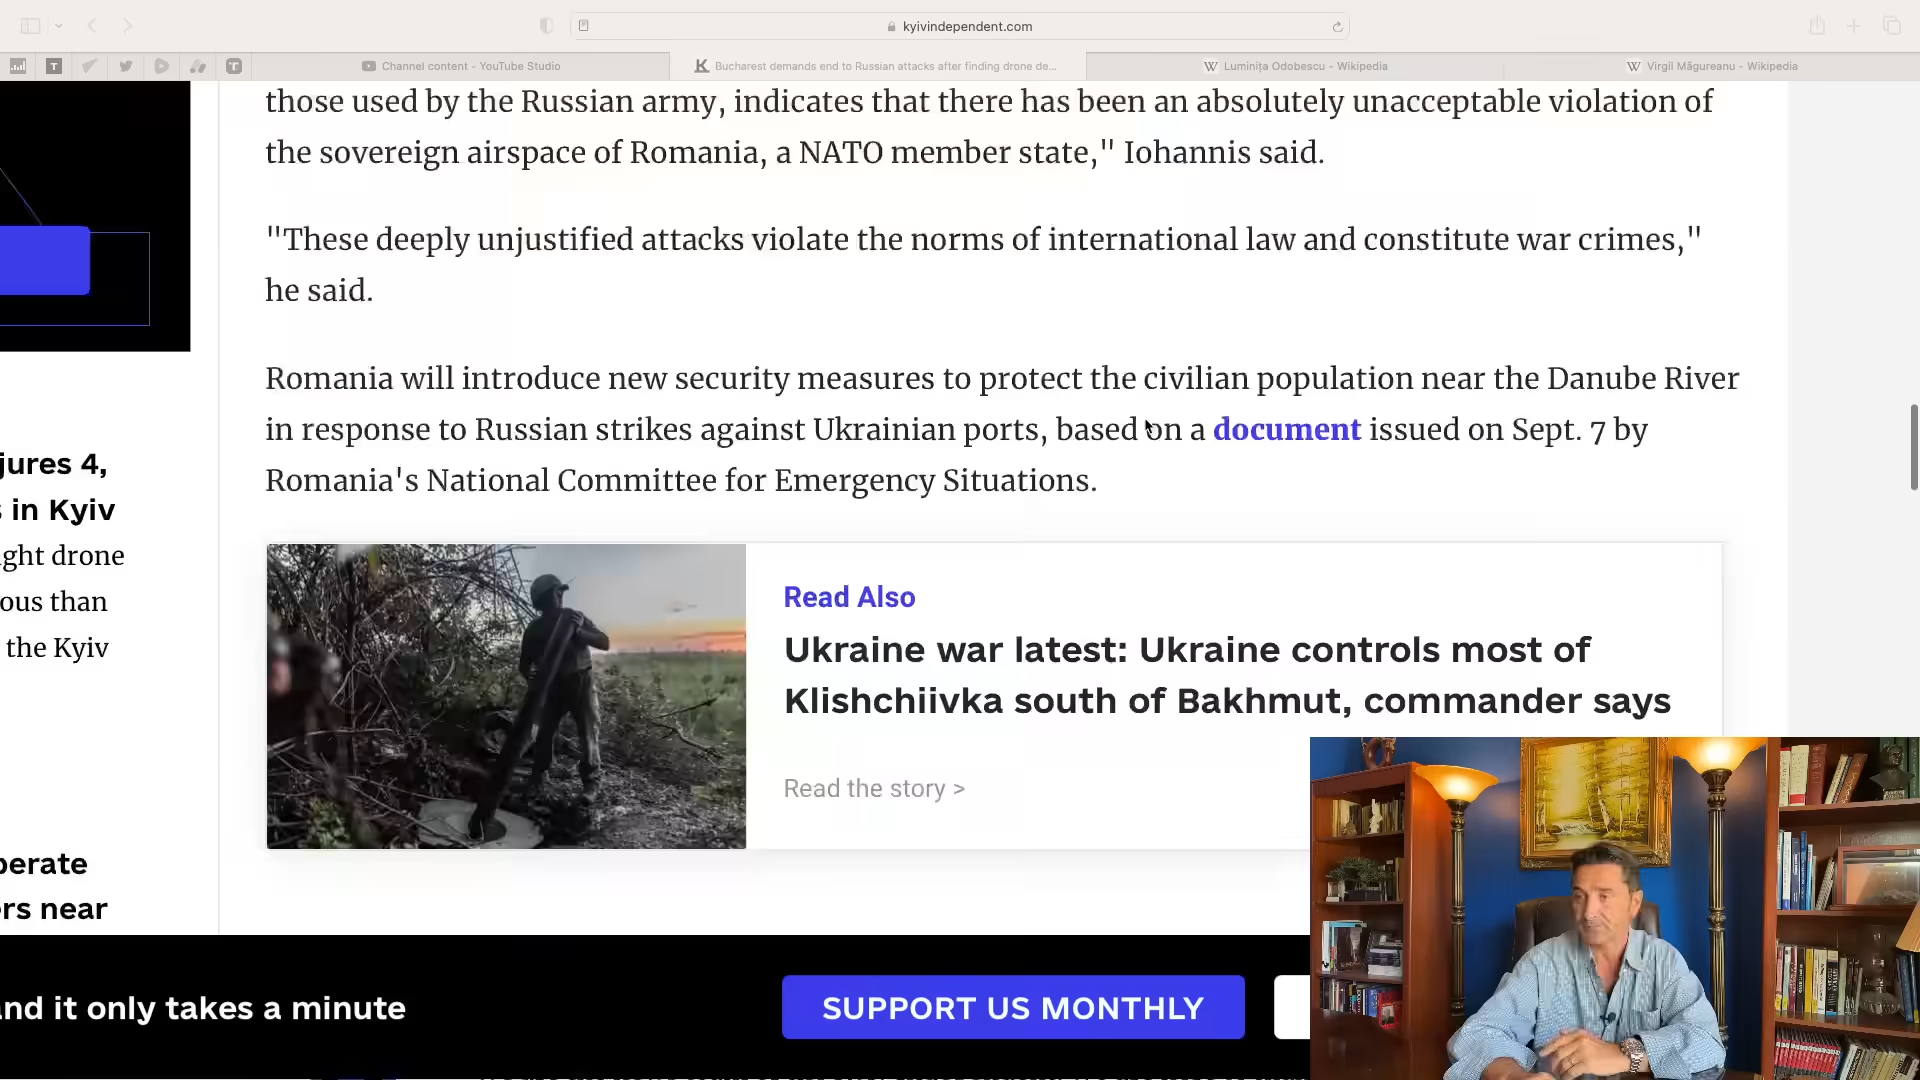 kyivindependent.com
Channel content - YouTube Studio
Bucharest demands end to Russian attacks after finding drone de...
Luminița Odobescu - Wikipedia
Virgil Măgureanu - Wikipedia
those used by the Russian army, indicates that there has been an absolutely unacceptable violation of
the sovereign airspace of Romania, a NATO member state," Iohannis said.
"These deeply unjustified attacks violate the norms of international law and constitute war crimes,"
he said.
Romania will introduce new security measures to protect the civilian population near the Danube River
in response to Russian strikes against Ukrainian ports, based on a document issued on Sept. 7 by
Romania's National Committee for Emergency Situations.
jures 4,
s in Kyiv
ght drone
ous than
the Kyiv
Read Also
Ukraine war latest: Ukraine controls most of
Klishchiivka south of Bakhmut, commander says
Read the story >
perate
ers near
nd it only takes a minute
SUPPORT US MONTHLY